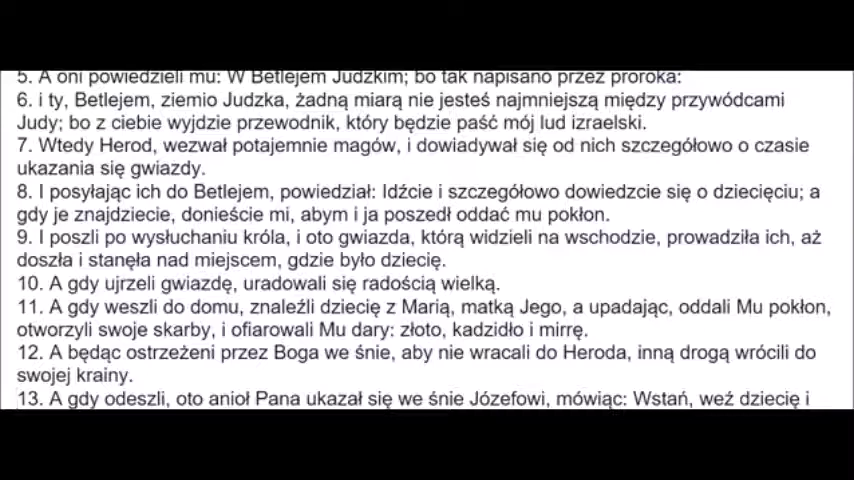 5. A oni powiedzieli mu: W Betlejem Judzkim; bo tak napisano przez proroka:
6. i ty, Betlejem, ziemio Judzka, żadną miarą nie jesteś najmniejszą między przywódcami
Judy; bo z ciebie wyjdzie przewodnik, który będzie paść mój lud izraelski.
7. Wtedy Herod, wezwał potajemnie magów, i dowiadywał się od nich szczegółowo o czasie
ukazania się gwiazdy.
8. I posyłając ich do Betlejem, powiedział: Idźcie i szczegółowo dowiedzcie się o dziecięciu; a
gdy je znajdziecie, donieście mi, abym i ja poszedł oddać mu pokłon.
9. I poszli po wysłuchaniu króla, i oto gwiazda, którą widzieli na wschodzie, prowadziła ich, aż
doszła i stanęła nad miejscem, gdzie było dziecię.
10. A gdy ujrzeli gwiazdę, uradowali się radością wielką.
11. A gdy weszli do domu, znaleźli dziecię z Marią, matką Jego, a upadając, oddali Mu pokłon,
otworzyli swoje skarby, i ofiarowali Mu dary: złoto, kadzidło i mirrę.
12. A będąc ostrzeżeni przez Boga we śnie, aby nie wracali do Heroda, inną drogą wrócili do
swojej krainy.
13. A gdy odeszli, oto anioł Pana ukazał się we śnie Józefowi, mówiąc: Wstań, weź dziecię i